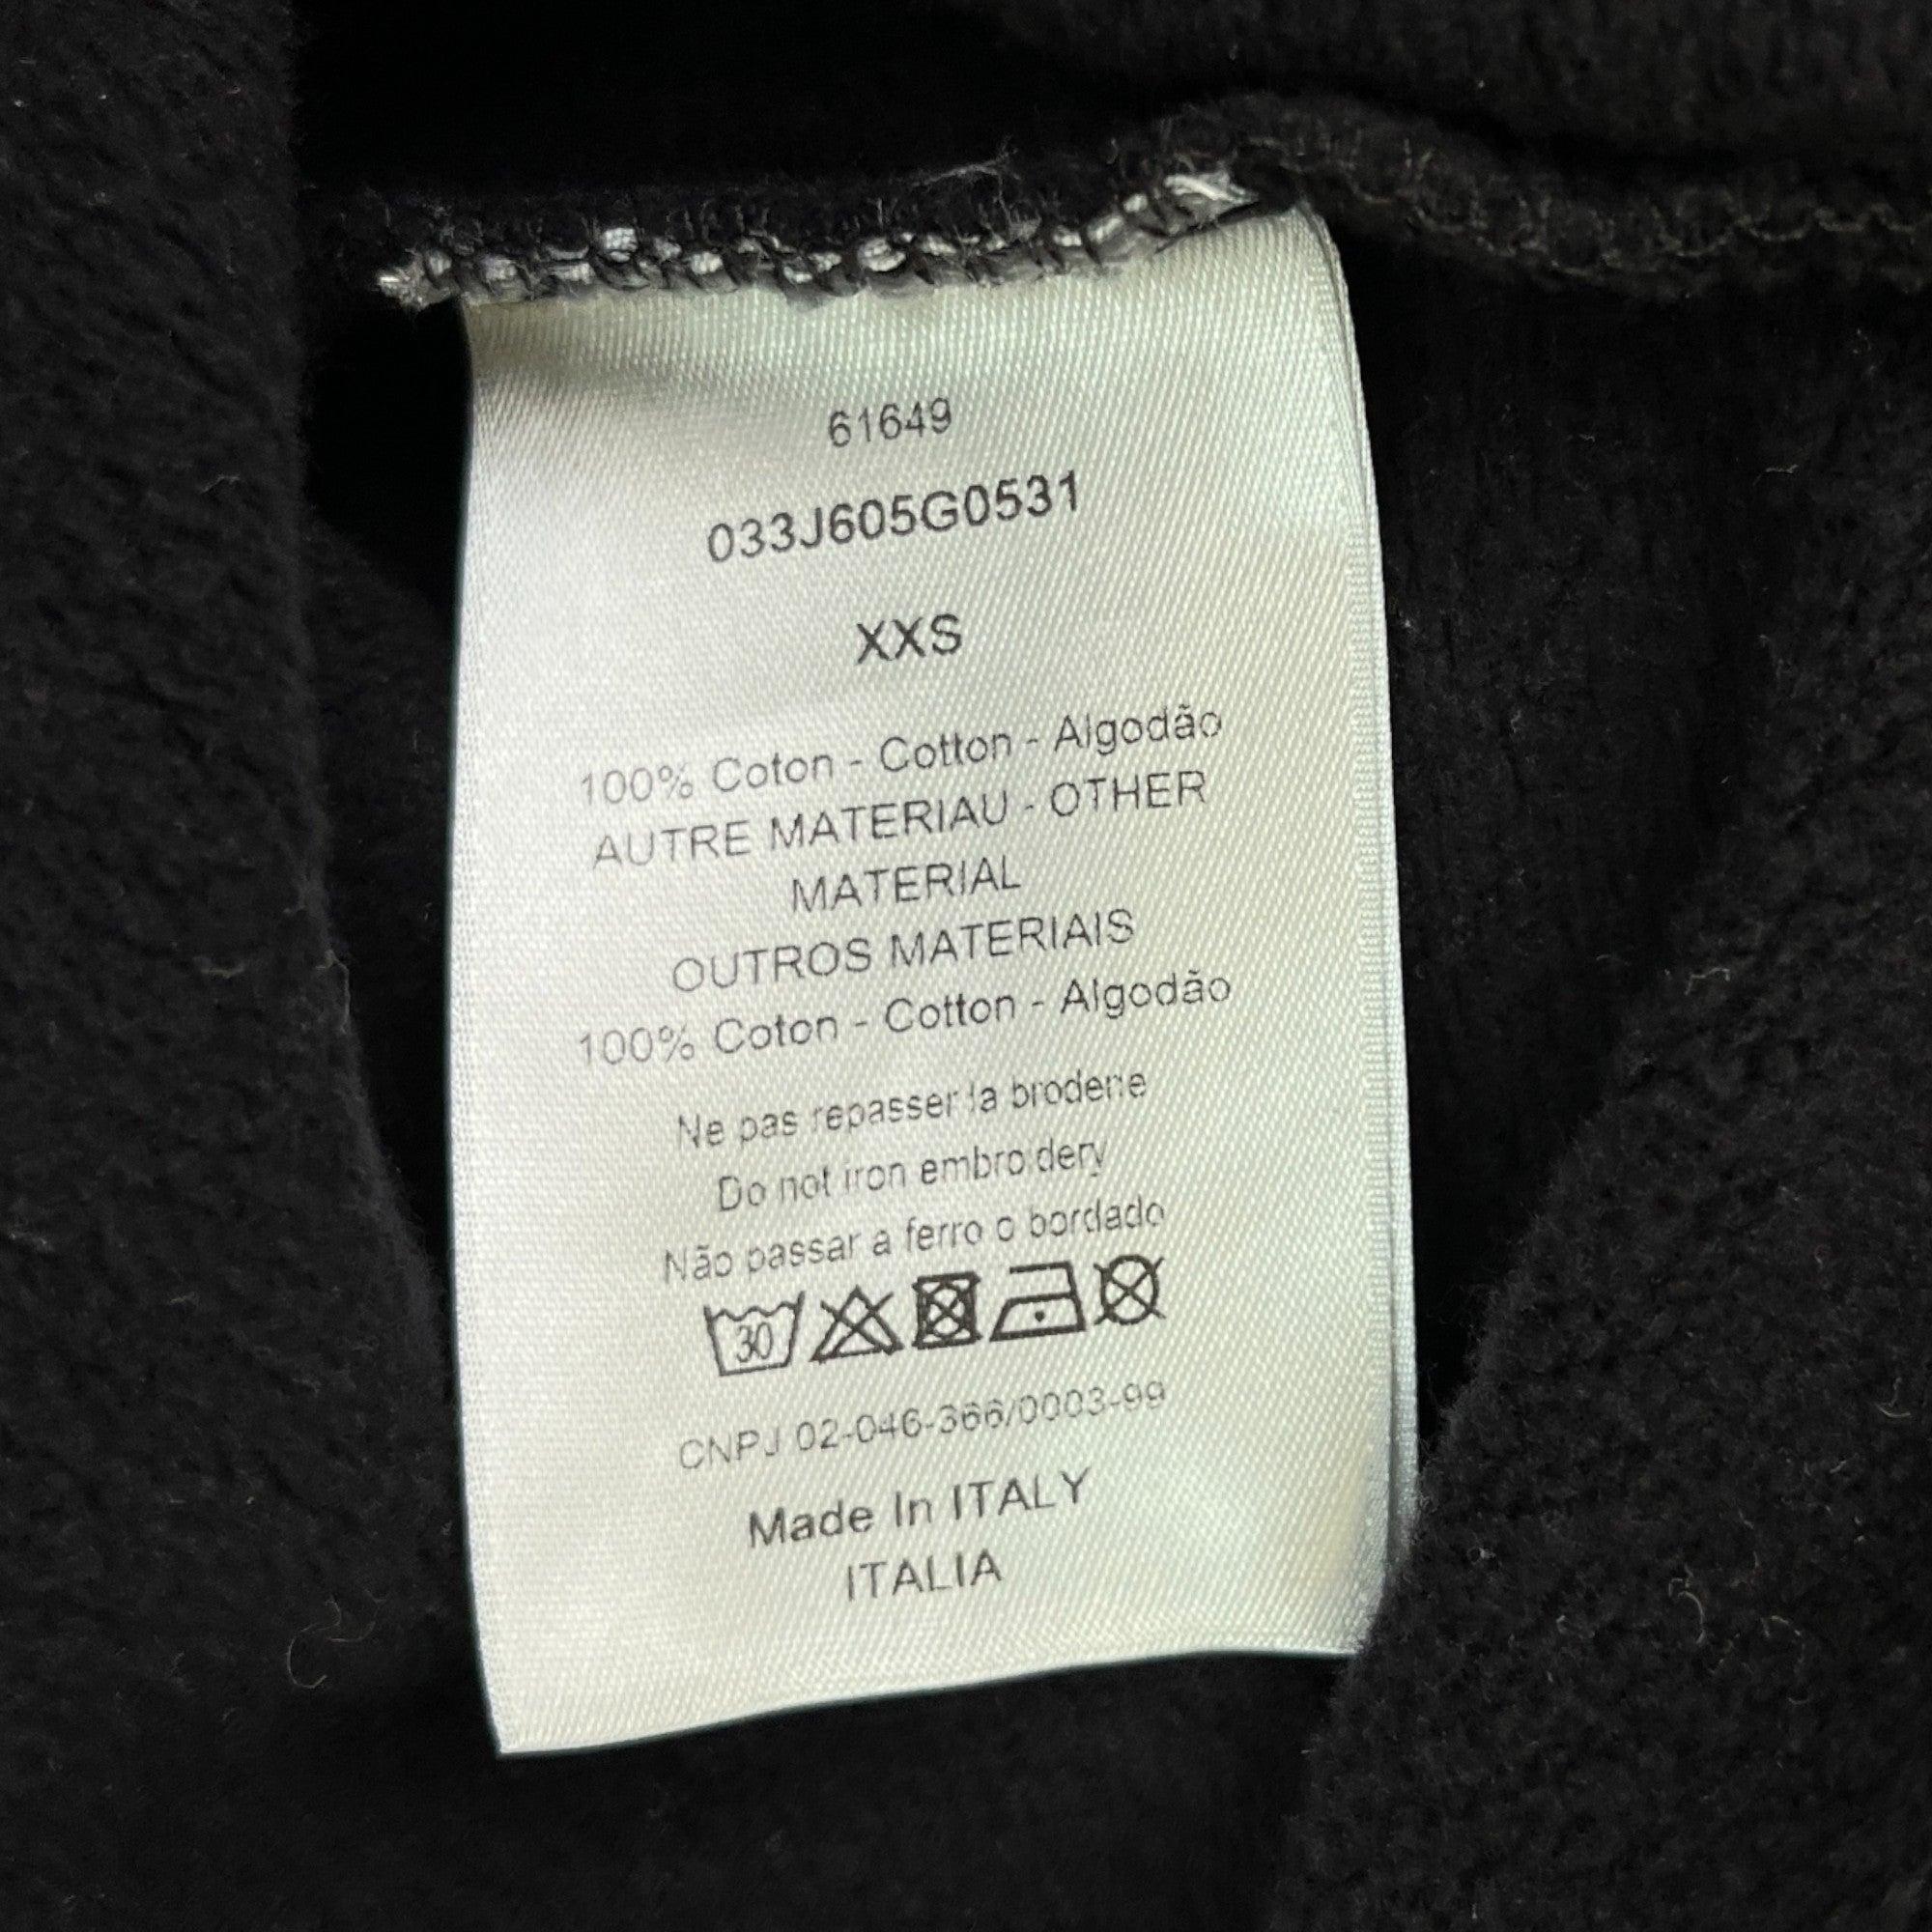 61649
033J605G0531
XXS
100% Coton - Cotton - Algodão
AUTRE MATERIAU - OTHER
MATERIAL
OUTROS MATERIAIS
100% Coton - Cotton - Algodão
Ne pas repasser la broderie
Do not iron embroidery
Não passar a ferro o bordado
30
CNPJ 02-046-366/0003-99
Made In ITALY
ITALIA